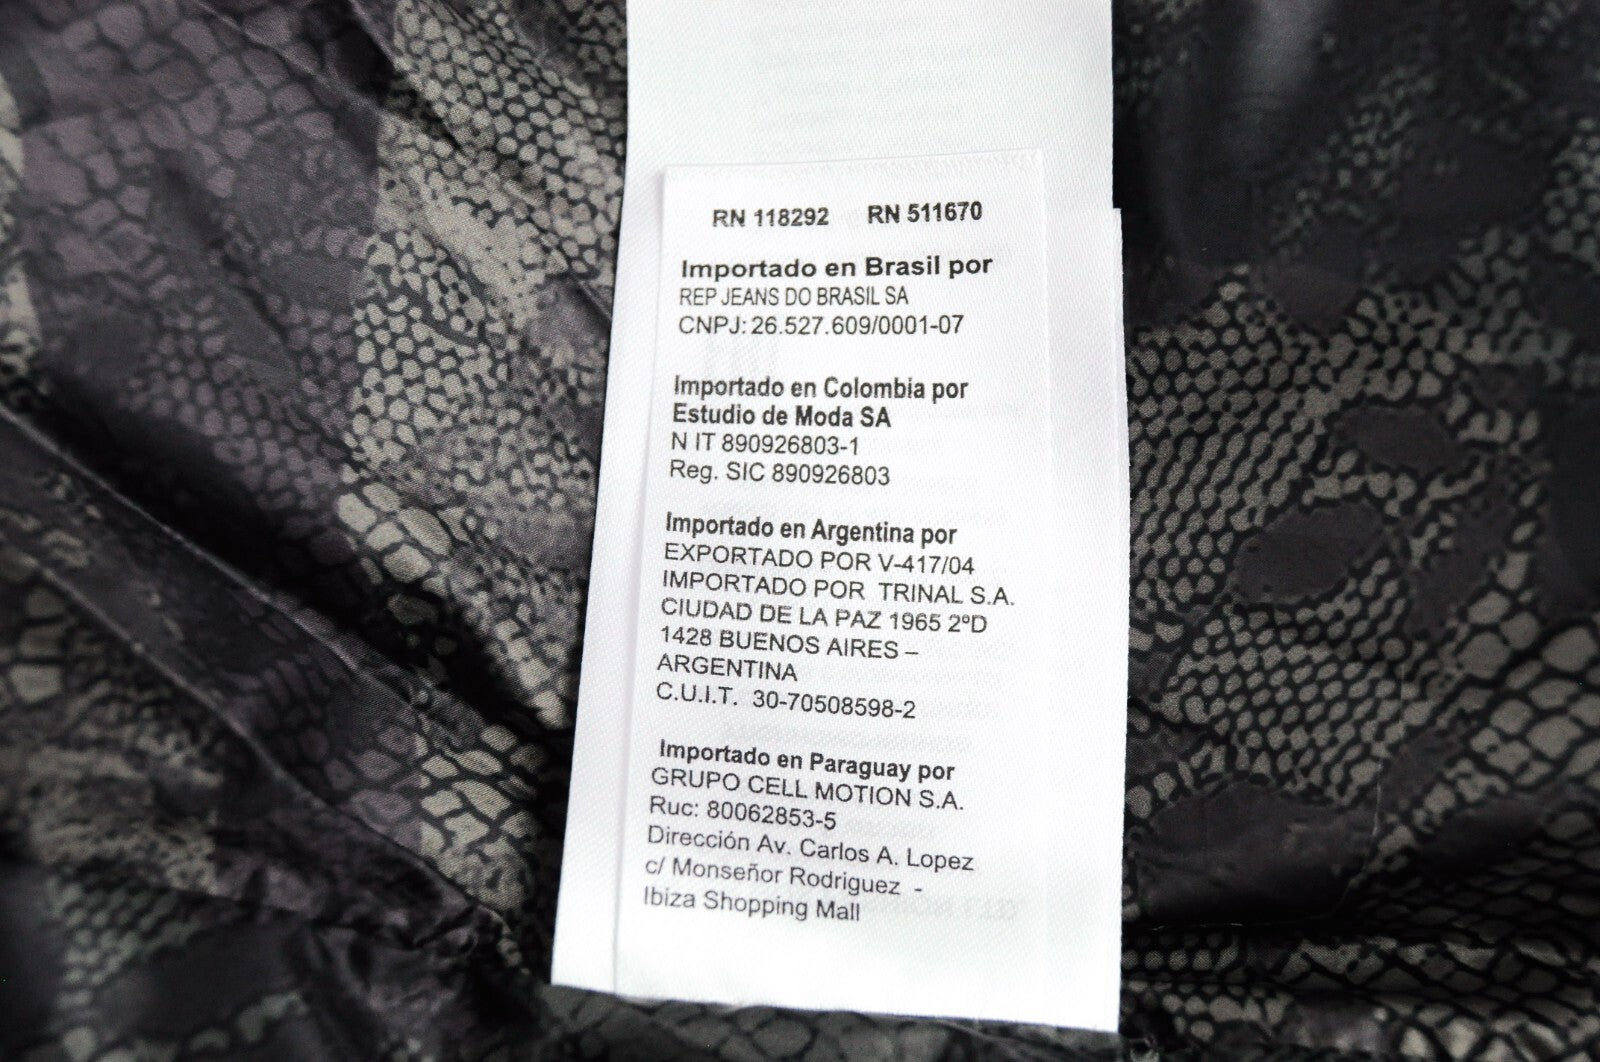 RN 118292 RN 511670
Importado en Brasil por
REP JEANS DO BRASIL SA
CNPJ: 26.527.609/0001-07
Importado en Colombia por
Estudio de Moda SA
N IT 890926803-1
Reg. SIC 890926803
Importado en Argentina por
EXPORTADO POR V-417/04
IMPORTADO POR TRINAL S.A.
CIUDAD DE LA PAZ 1965 2ºD
1428 BUENOS AIRES –
ARGENTINA
C.U.I.T. 30-70508598-2
Importado en Paraguay por
GRUPO CELL MOTION S.A.
Ruc: 80062853-5
Dirección Av. Carlos A. Lopez
c/ Monseñor Rodriguez -
Ibiza Shopping Mall